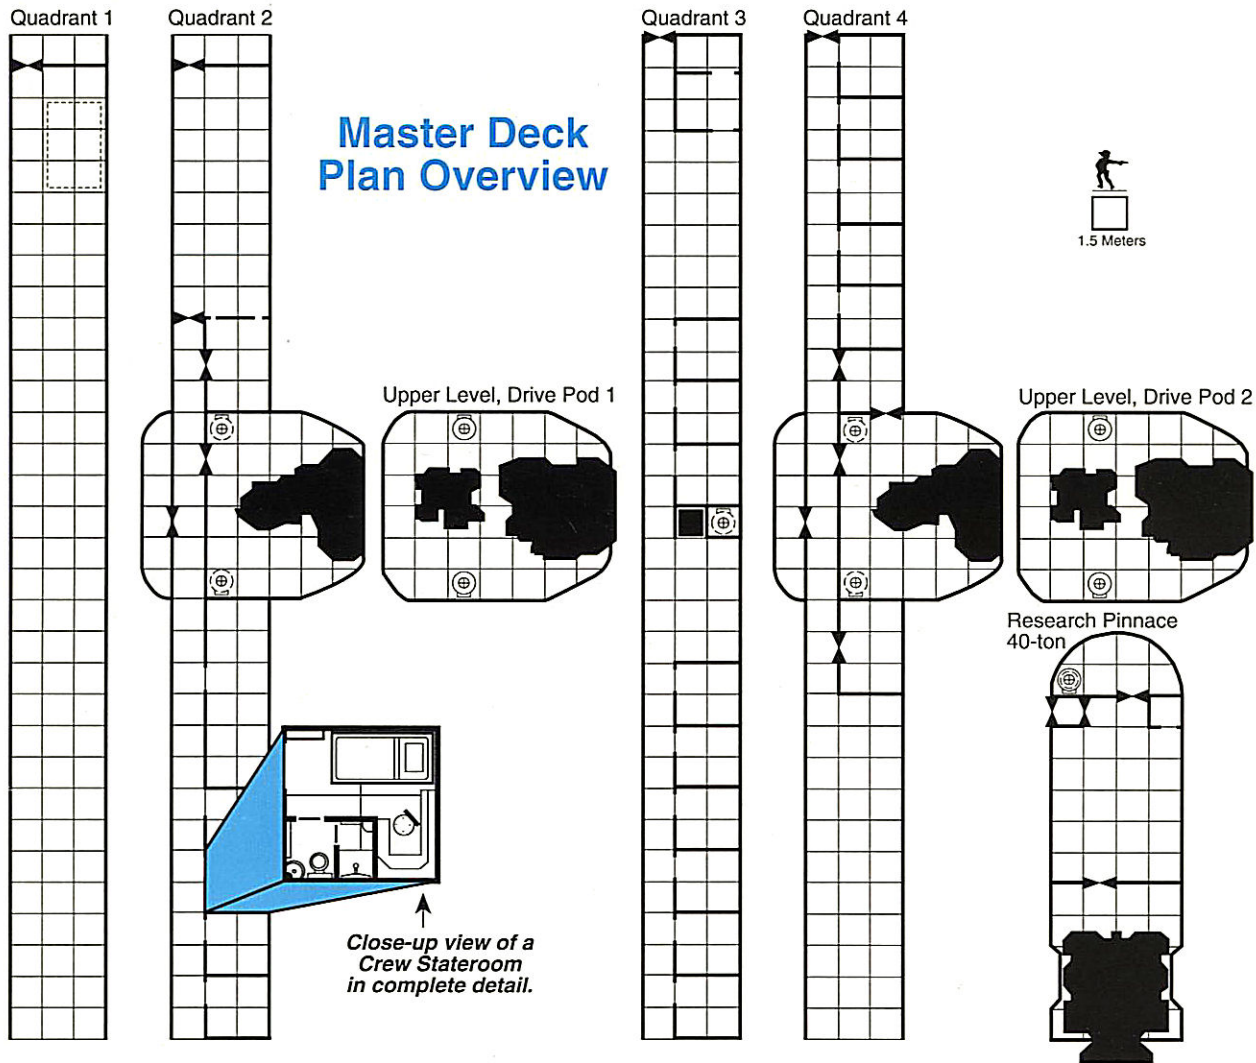 Quadrant 1
Quadrant 2
Quadrant 3
Quadrant 4
Master Deck
Plan Overview
1.5 Meters
Upper Level, Drive Pod 1
Upper Level, Drive Pod 2
Research Pinnace
40-ton
Close-up view of a
Crew Stateroom
in complete detail.